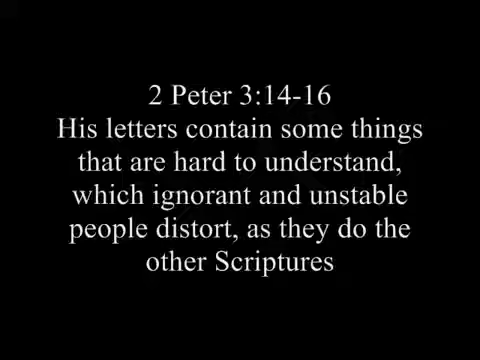 2 Peter 3:14-16
His letters contain some things
that are hard to understand,
which ignorant and unstable
people distort, as they do the
other Scriptures